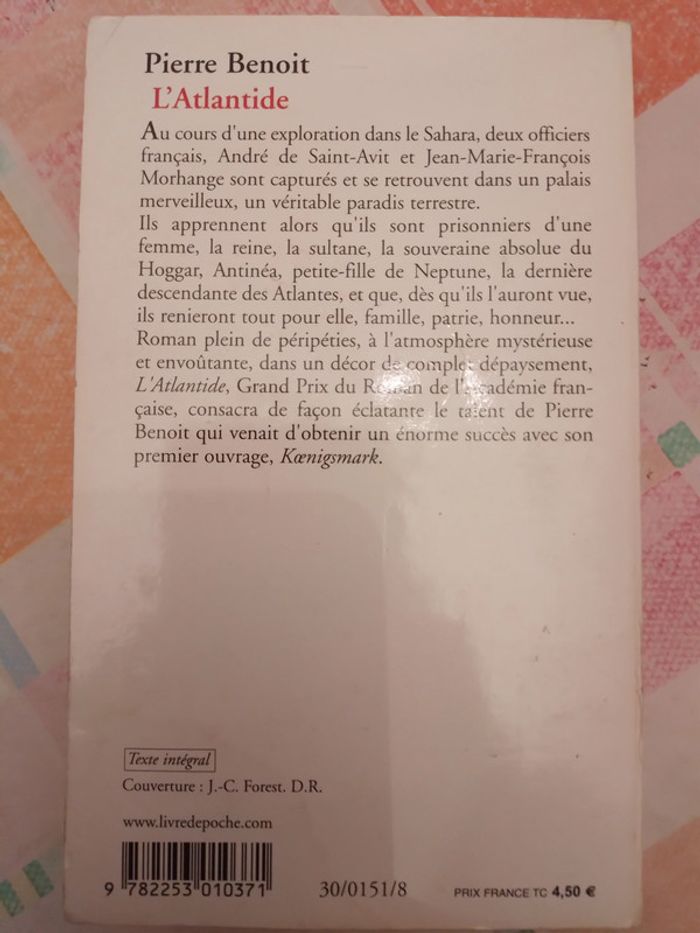 Pierre Benoit
L'Atlantide
Au cours d'une exploration dans le Sahara, deux officiers
français, André de Saint-Avit et Jean-Marie-François
Morhange sont capturés et se retrouvent dans un palais
merveilleux, un véritable paradis terrestre.
Ils apprennent alors qu'ils sont prisonniers d'une
femme, la reine, la sultane, la souveraine absolue du
Hoggar, Antinéa, petite-fille de Neptune, la dernière
descendante des Atlantes, et que, dès qu'ils l'auront vue,
ils renieront tout pour elle, famille, patrie, honneur...
Roman plein de péripéties, à l'atmosphère mystérieuse
et envoûtante, dans un décor de complet dépaysement,
L'Atlantide, Grand Prix du Roman de l'Académie fran-
çaise, consacra de façon éclatante le talent de Pierre
Benoit qui venait d'obtenir un énorme succès avec son
premier ouvrage, Kœnigsmark.
Texte intégral
Couverture : J.-C. Forest. D.R.
www.livredepoche.com
9 782253 010371
30/0151/8
PRIX FRANCE TC 4,50 €